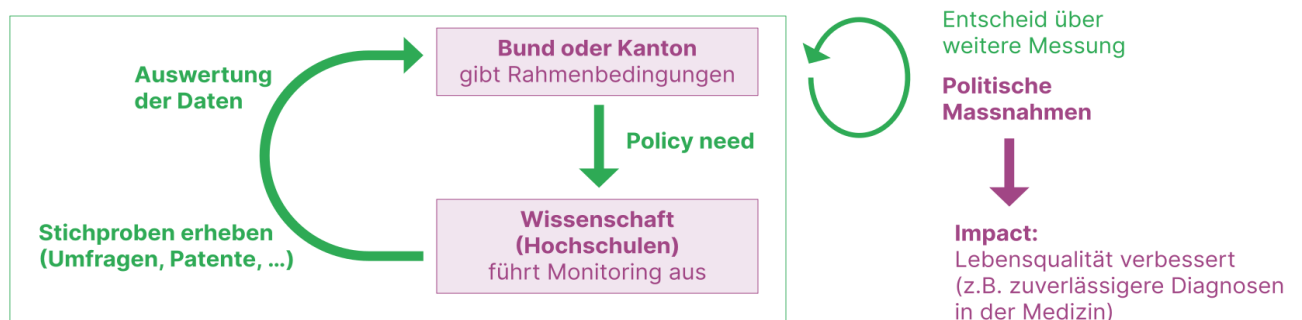 Auswertung
der Daten
Bund oder Kanton
gibt Rahmenbedingungen
Policy need
Stichproben erheben
(Umfragen, Patente, …)
Wissenschaft
(Hochschulen)
führt Monitoring aus
Entscheid über
weitere Messung
Politische
Massnahmen
Impact:
Lebensqualität verbessert
(z.B. zuverlässigere Diagnosen
in der Medizin)